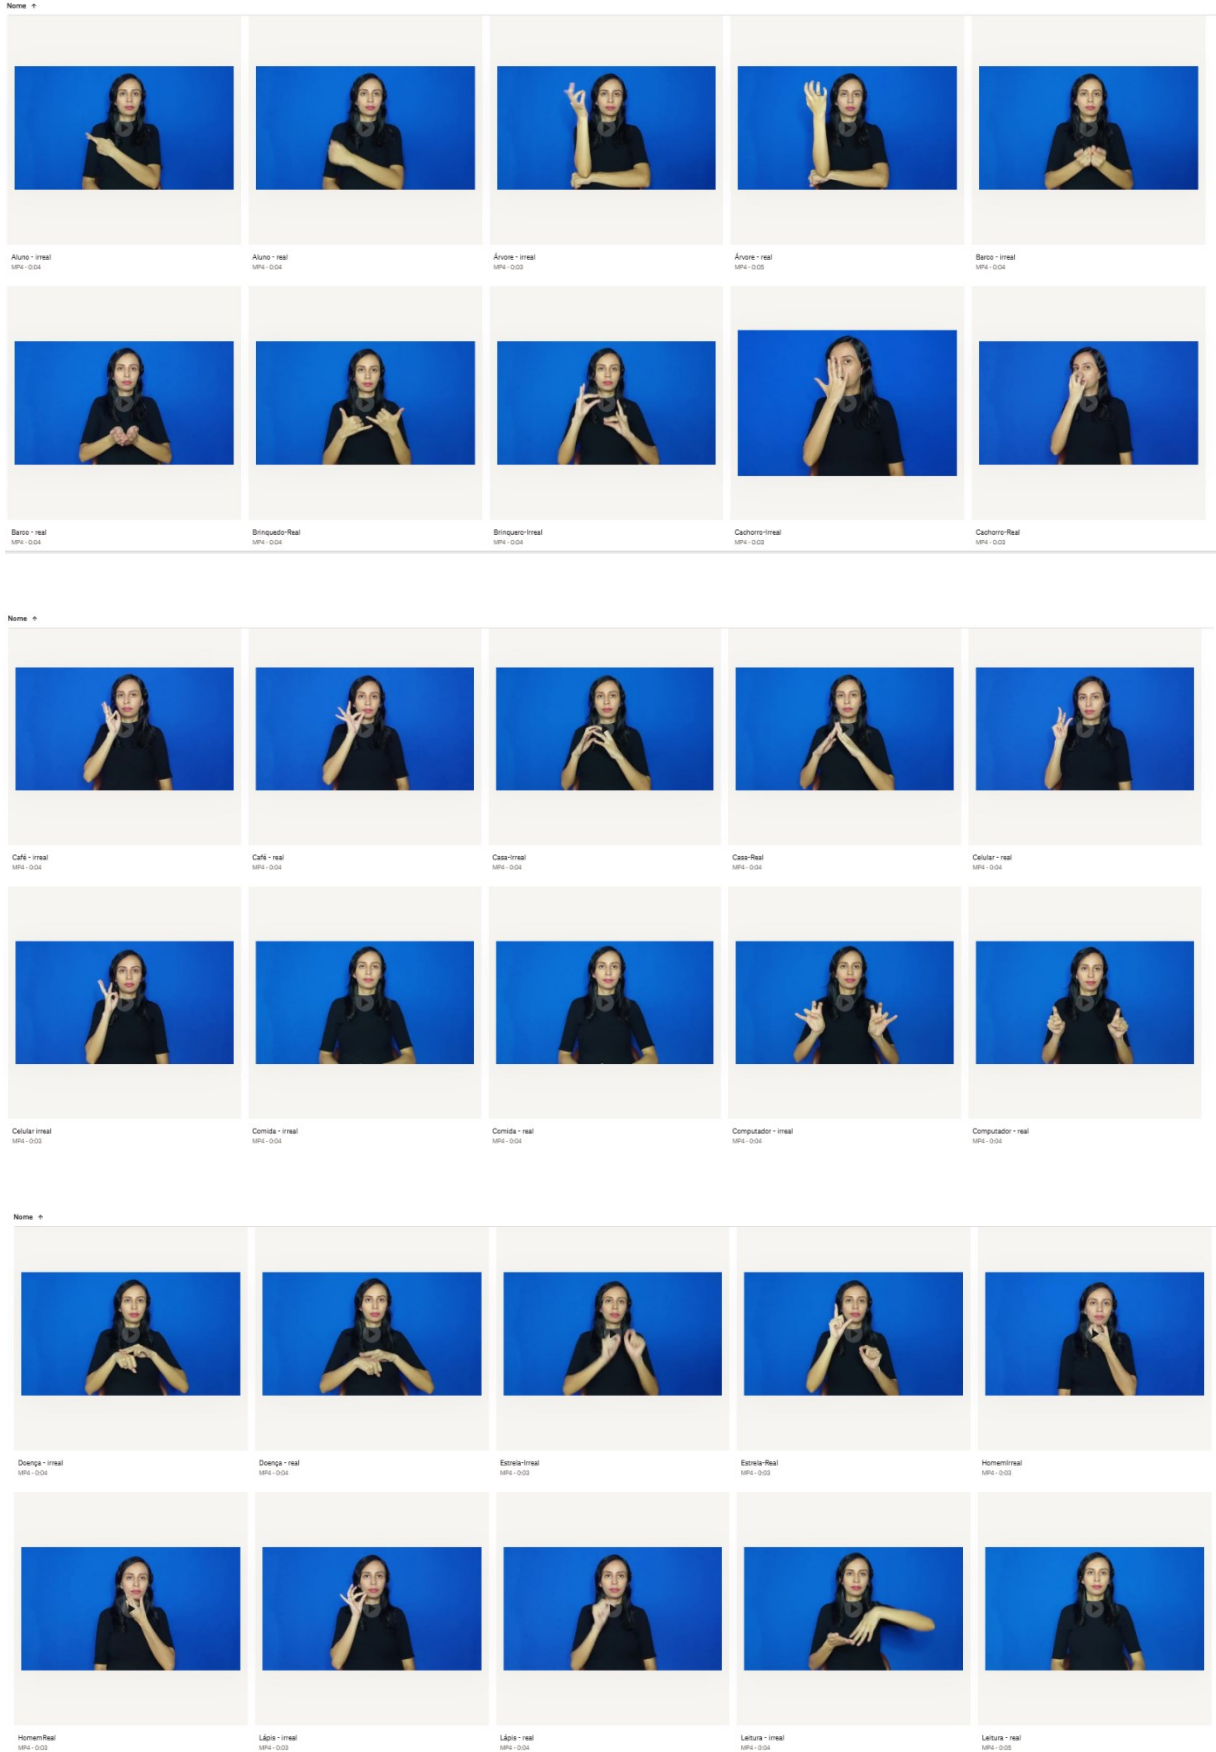 Nome ↑
Aluno - irreal
MP4 - 0:04
Aluno - real
MP4 - 0:04
Árvore - irreal
MP4 - 0:03
Árvore - real
MP4 - 0:05
Barco - irreal
MP4 - 0:04
Barco - real
MP4 - 0:04
Brinquedo-Real
MP4 - 0:04
Brinquero-Irreal
MP4 - 0:04
Cachorro-Irreal
MP4 - 0:03
Cachorro-Real
MP4 - 0:03
Nome ↑
Café - irreal
MP4 - 0:04
Café - real
MP4 - 0:04
Casa-Irreal
MP4 - 0:04
Casa-Real
MP4 - 0:04
Celular - real
MP4 - 0:04
Celular irreal
MP4 - 0:03
Comida - irreal
MP4 - 0:04
Comida - real
MP4 - 0:04
Computador - irreal
MP4 - 0:04
Computador - real
MP4 - 0:04
Nome ↑
Doença - irreal
MP4 - 0:04
Doença - real
MP4 - 0:04
Estrela-Irreal
MP4 - 0:03
Estrela-Real
MP4 - 0:03
HomemIrreal
MP4 - 0:03
HomemReal
MP4 - 0:03
Lápis - irreal
MP4 - 0:03
Lápis - real
MP4 - 0:04
Leitura - irreal
MP4 - 0:04
Leitura - real
MP4 - 0:05